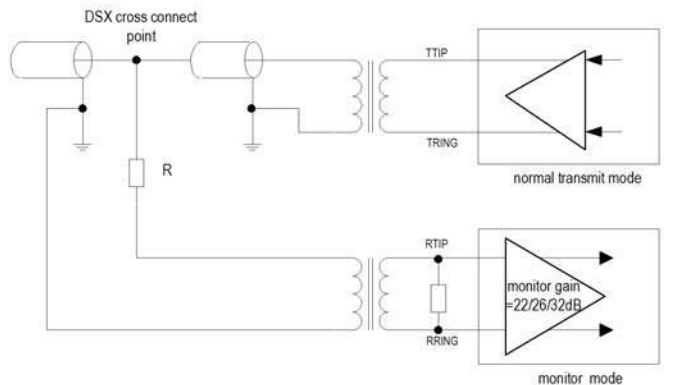 DSX cross connect
point
TTIP
TRING
normal transmit mode
R
RTIP
monitor gain
=22/26/32dB
RRING
monitor mode